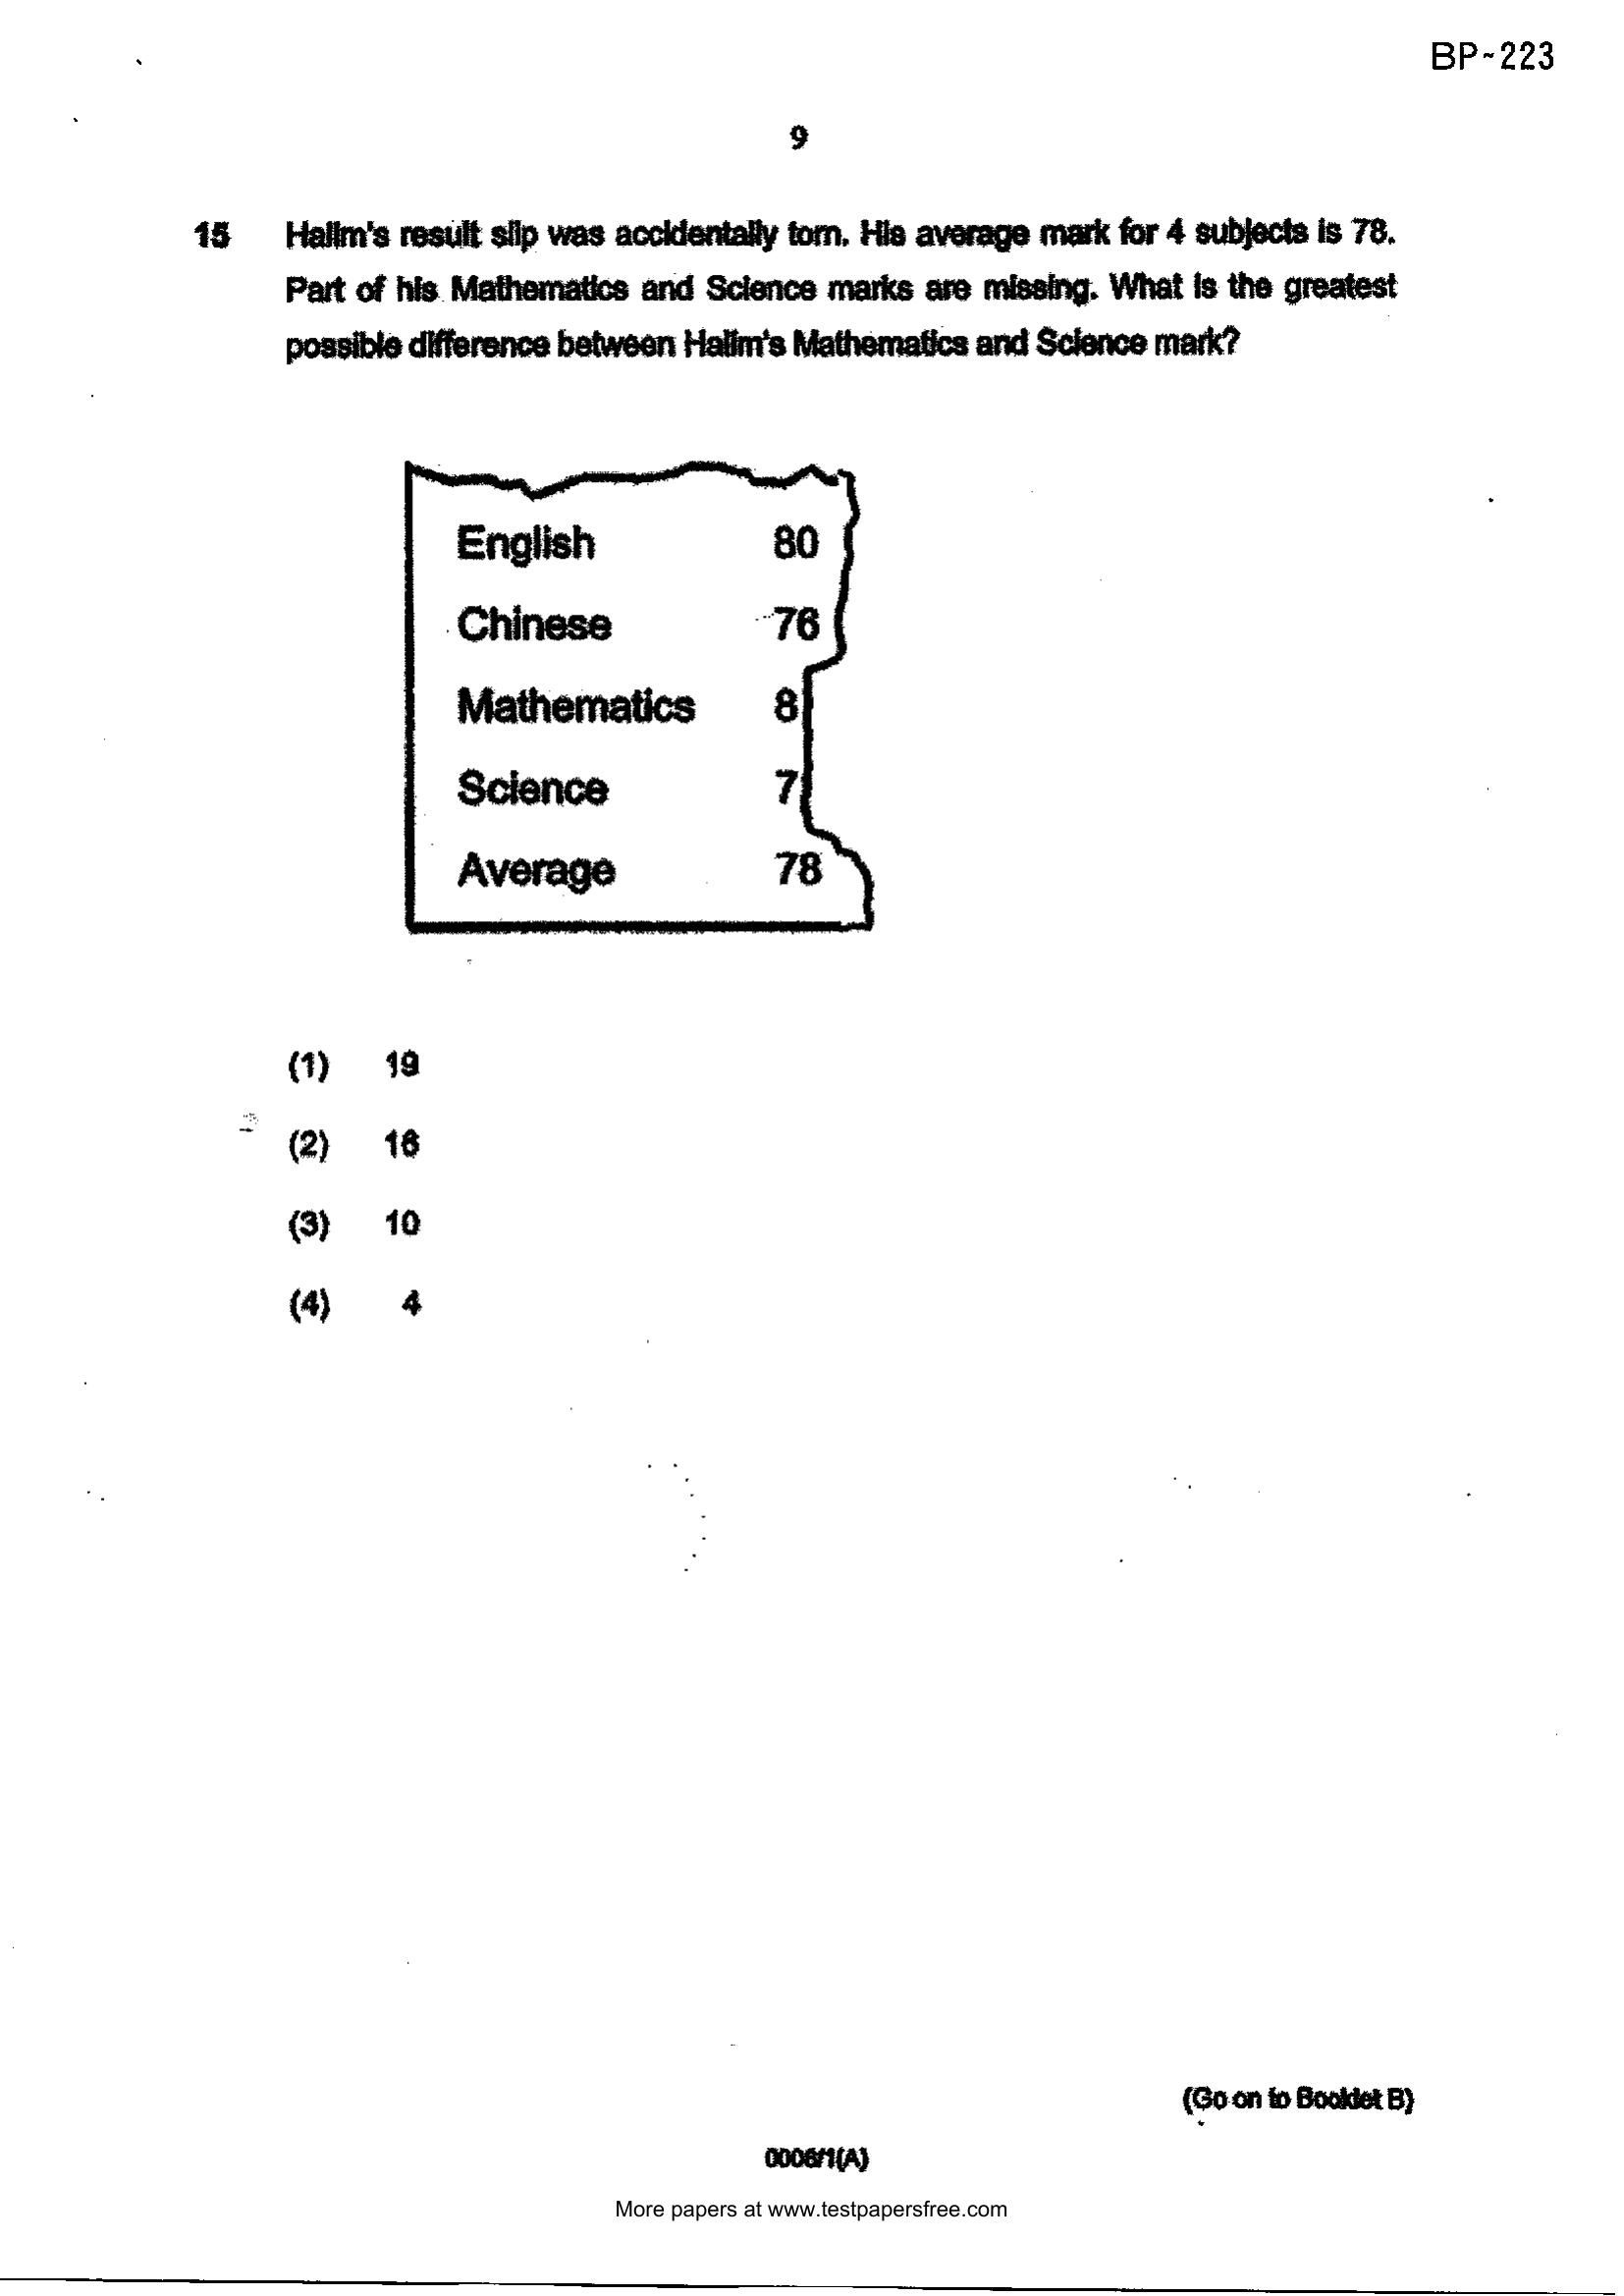 BP-223
9
15 Halim's result slip was accidentally torn. His average mark for 4 subjects is 78.
Part of his Mathematics and Science marks are missing. What is the greatest
possible difference between Halim's Mathematics and Science mark?
English 80
Chinese 76
Mathematics 8
Science 7
Average 78
(1) 19
(2) 16
(3) 10
(4) 4
(Go on to Booklet B)
0006/1(A)
More papers at www.testpapersfree.com